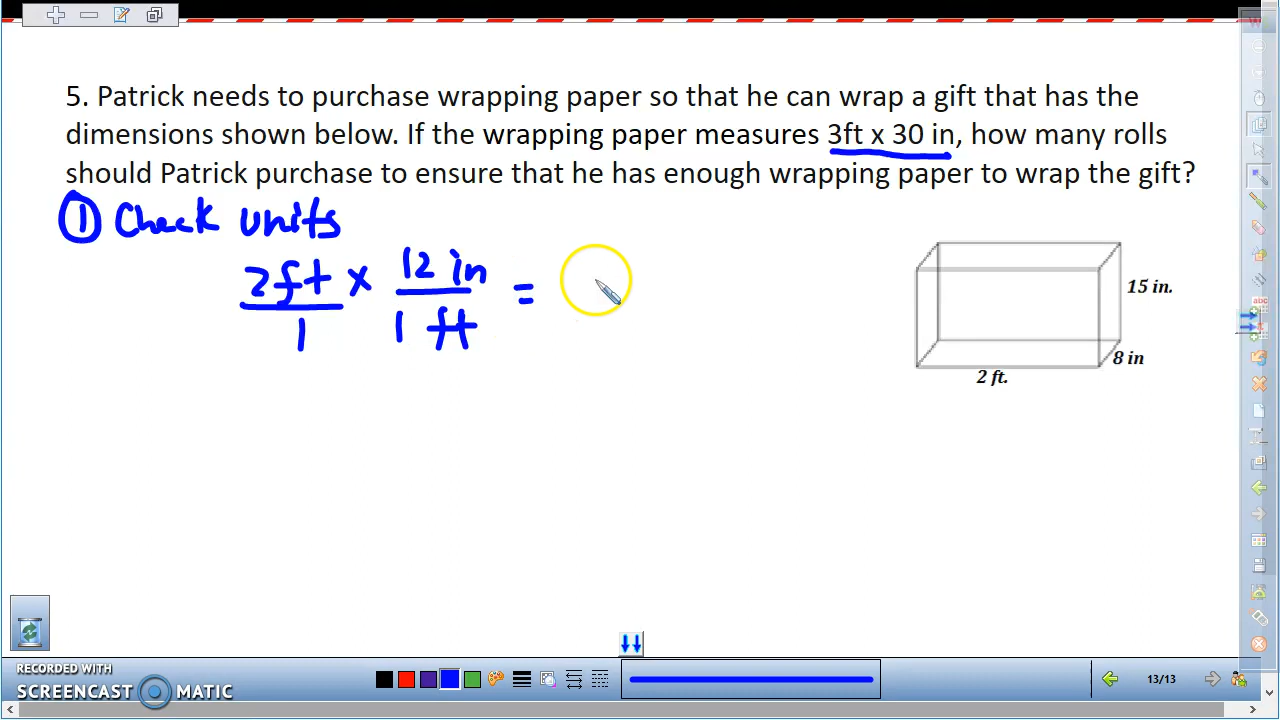 5. Patrick needs to purchase wrapping paper so that he can wrap a gift that has the
dimensions shown below. If the wrapping paper measures 3ft x 30 in, how many rolls
should Patrick purchase to ensure that he has enough wrapping paper to wrap the gift?
① Check units
2ft x 12 in =
1 1 ft
15 in.
8 in
2 ft.
RECORDED WITH
SCREENCAST MATIC
13/13
abc